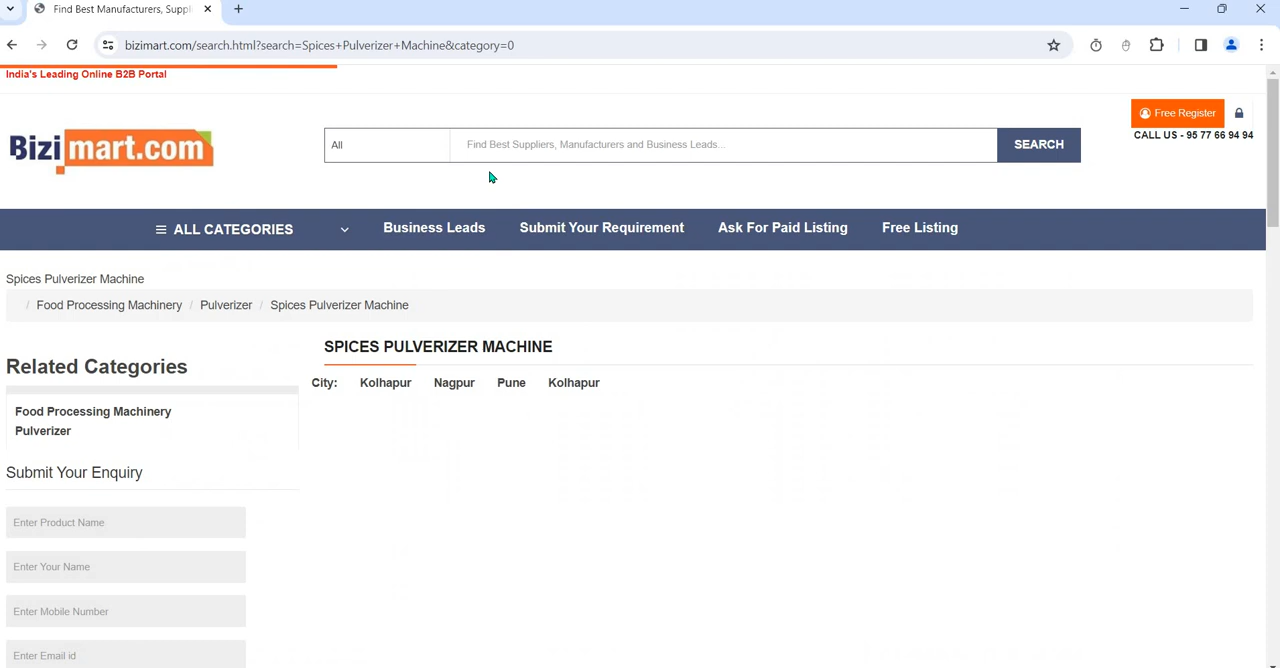 Find Best Manufacturers, Suppl
bizimart.com/search.html?search=Spices+Pulverizer+Machine&category=0
India's Leading Online B2B Portal
Free Register
CALL US - 95 77 66 94 94
Bizimart.com
All
Find Best Suppliers, Manufacturers and Business Leads...
SEARCH
ALL CATEGORIES
Business Leads
Submit Your Requirement
Ask For Paid Listing
Free Listing
Spices Pulverizer Machine
/ Food Processing Machinery / Pulverizer / Spices Pulverizer Machine
Related Categories
Food Processing Machinery
Pulverizer
SPICES PULVERIZER MACHINE
City: Kolhapur Nagpur Pune Kolhapur
Submit Your Enquiry
Enter Product Name
Enter Your Name
Enter Mobile Number
Enter Email id